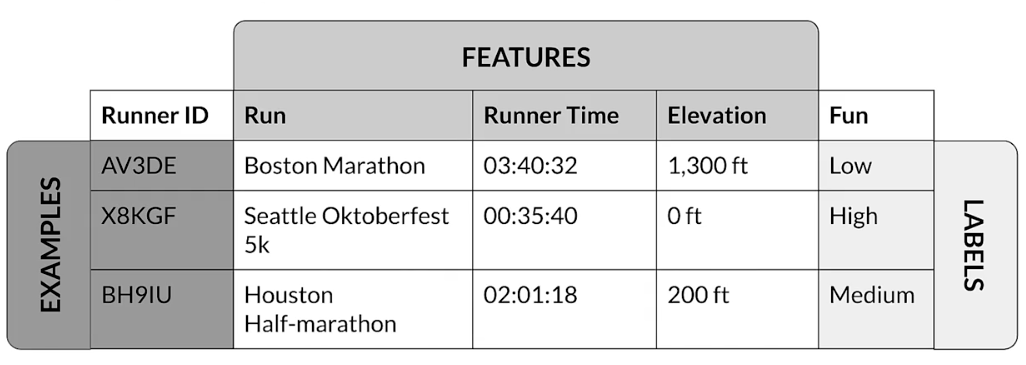 FEATURES
Runner ID Run Runner Time Elevation Fun
EXAMPLES
AV3DE Boston Marathon 03:40:32 1,300 ft Low
X8KGF Seattle Oktoberfest 00:35:40 0 ft High
5k
BH9IU Houston 02:01:18 200 ft Medium
Half-marathon
LABELS